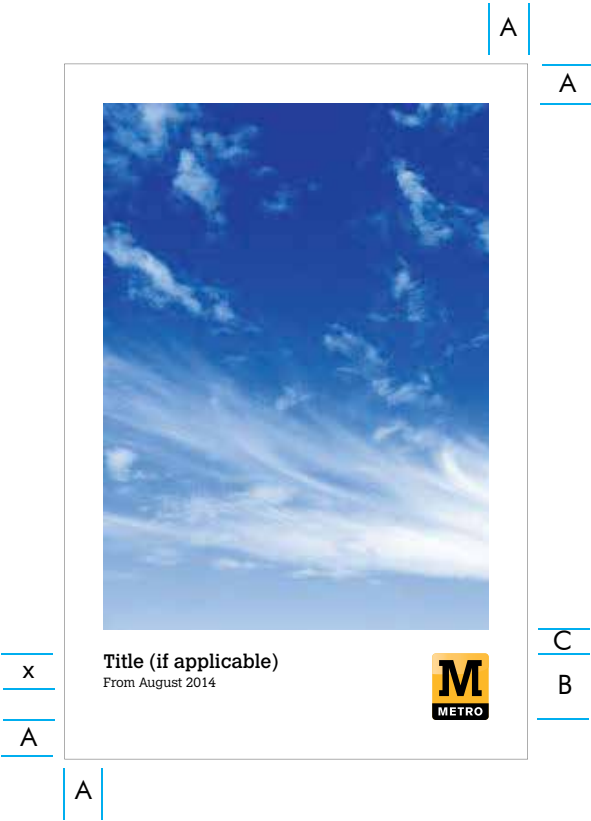 A
A
C
Title (if applicable)
From August 2014
x
B
M
METRO
A
A